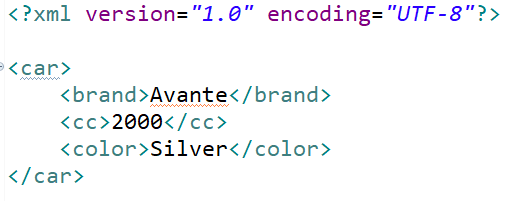 <?xml version="1.0" encoding="UTF-8"?>
<car>
<brand>Avante</brand>
<cc>2000</cc>
<color>Silver</color>
</car>